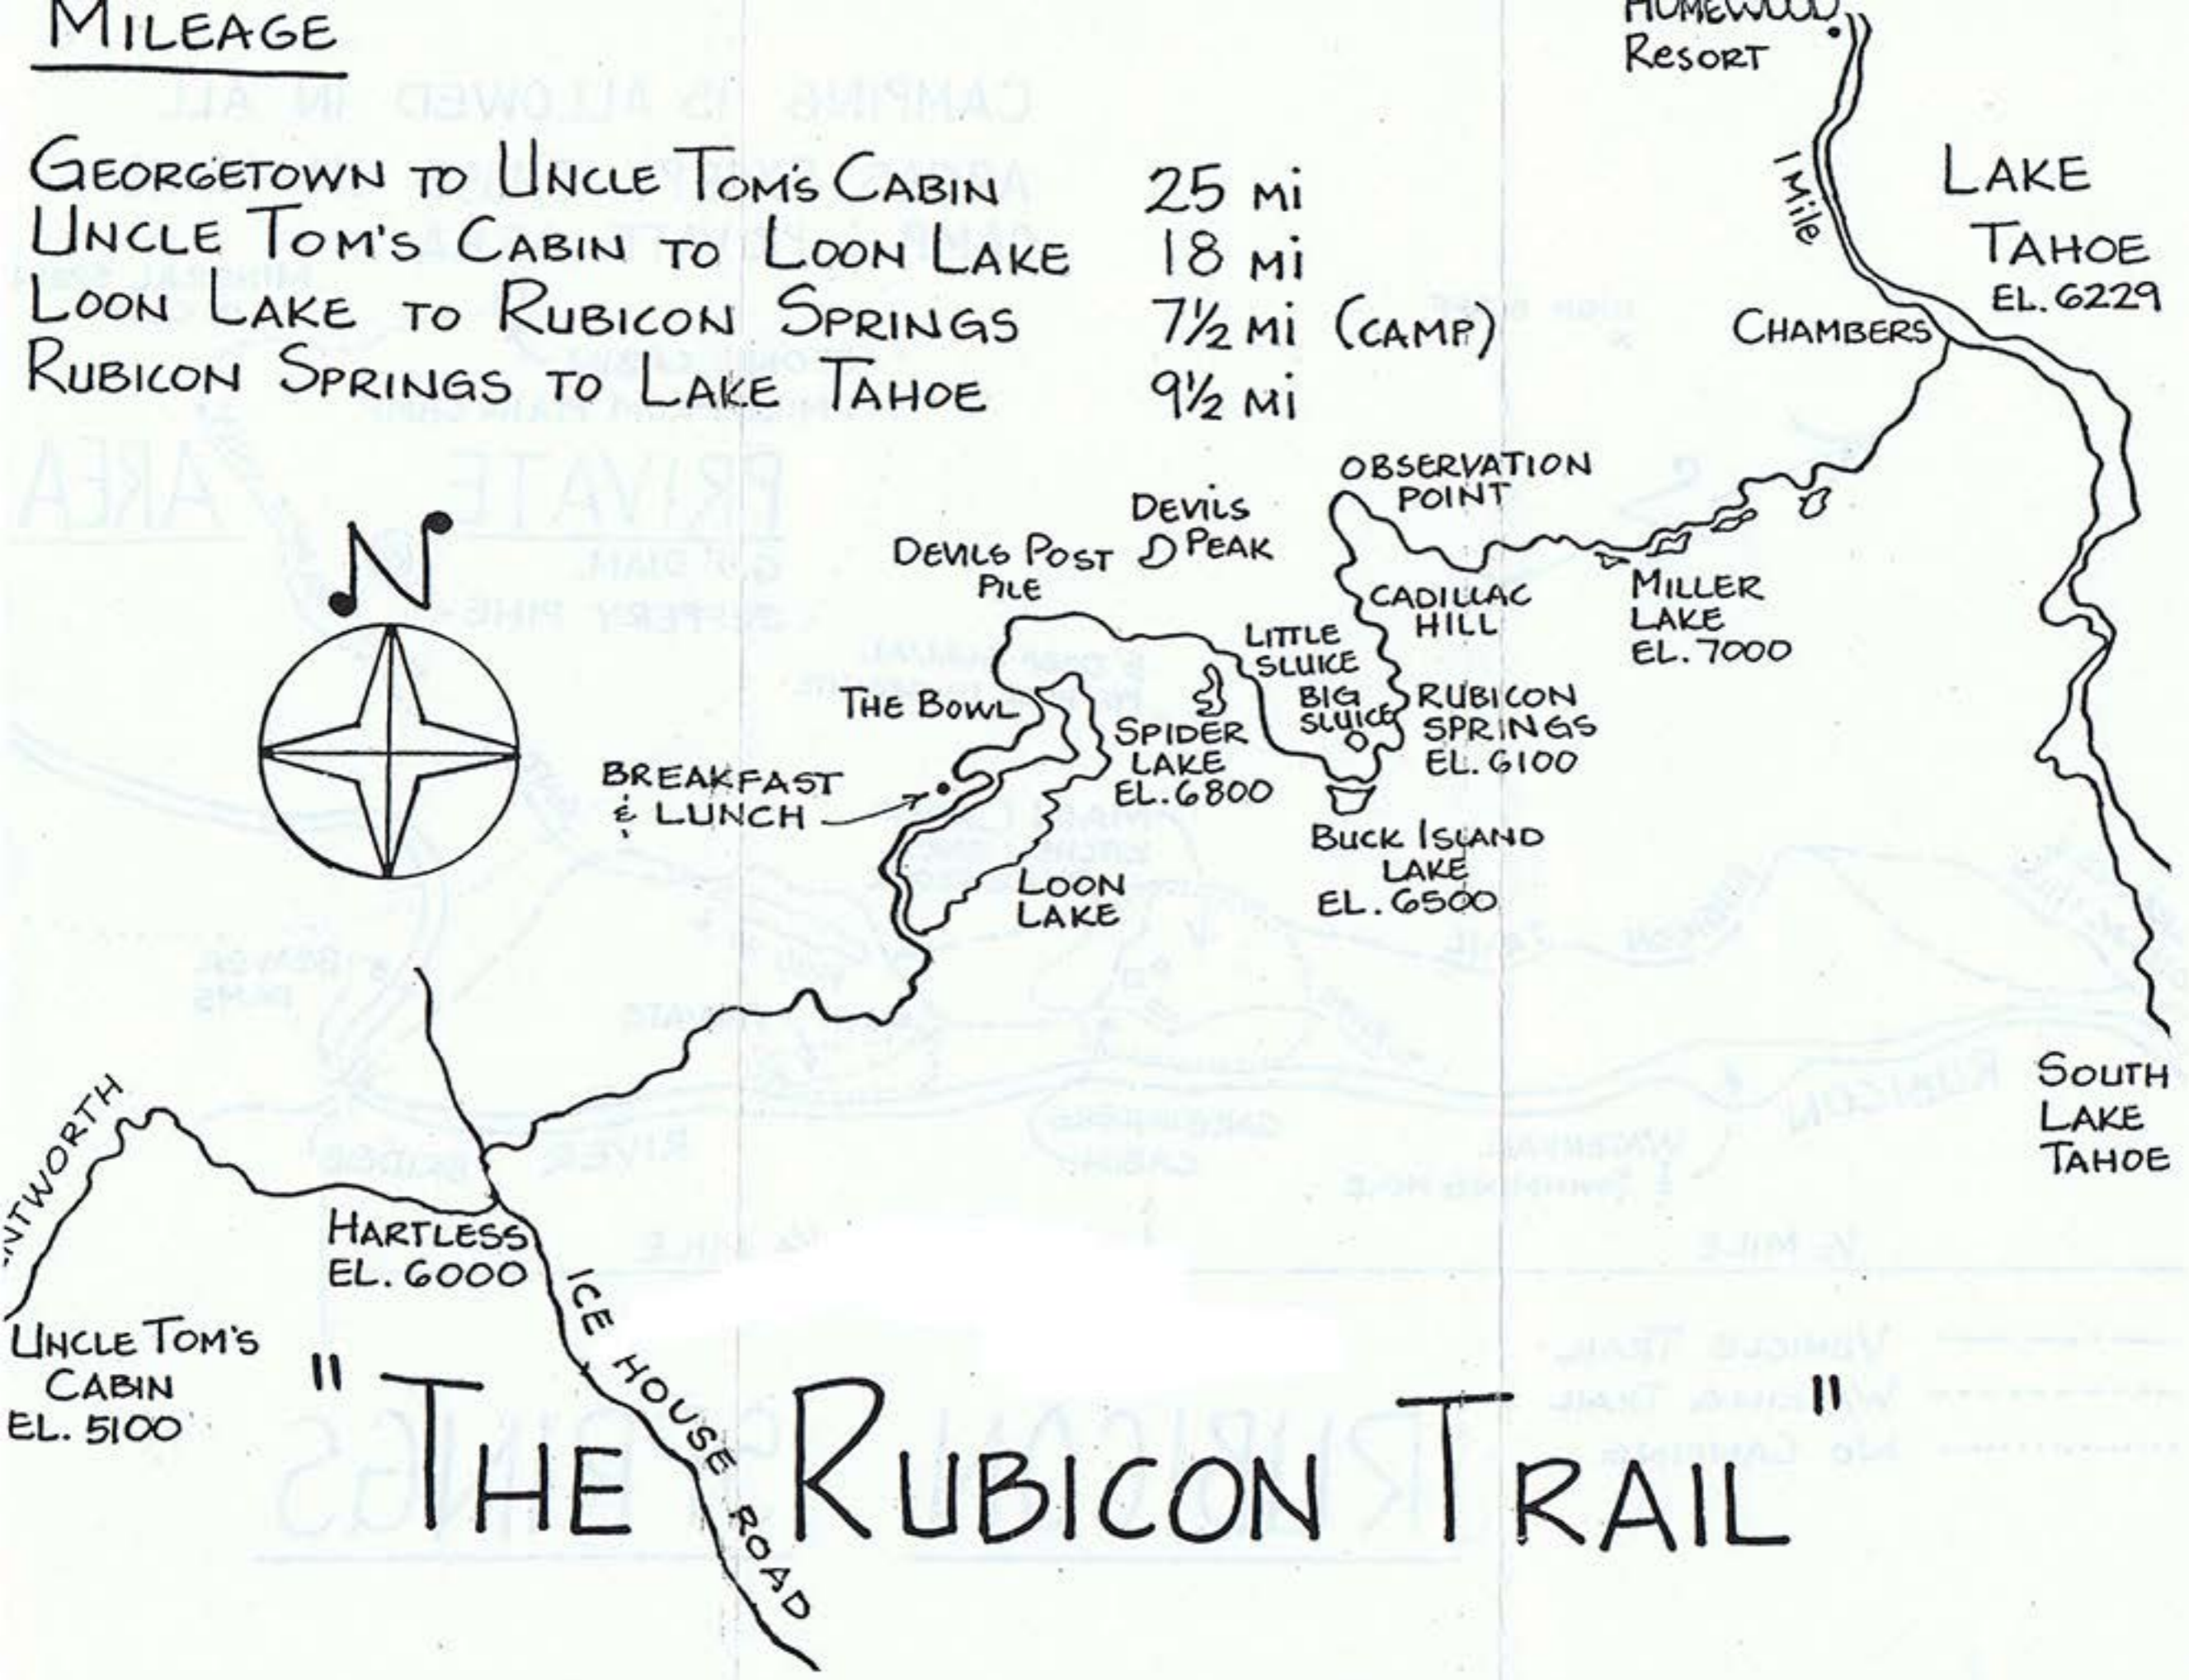 MILEAGE
GEORGETOWN TO UNCLE TOM'S CABIN 25 Mi
UNCLE TOM'S CABIN TO LOON LAKE 18 Mi
LOON LAKE TO RUBICON SPRINGS 7½ Mi (CAMP)
RUBICON SPRINGS TO LAKE TAHOE 9½ Mi
HOMEWOOD
RESORT
1 Mile
LAKE
TAHOE
EL. 6229
CHAMBERS
OBSERVATION
POINT
DEVILS
PEAK
DEVILS POST
PILE
N
CADILLAC
HILL
MILLER
LAKE
EL. 7000
LITTLE
SLUICE
BIG
SLUICE
RUBICON
SPRINGS
EL. 6100
THE BOWL
SPIDER
LAKE
EL. 6800
BREAKFAST
& LUNCH
BUCK ISLAND
LAKE
EL. 6500
LOON
LAKE
SOUTH
LAKE
TAHOE
HARTLESS
EL. 6000
ICE HOUSE ROAD
UNCLE TOM'S
CABIN
EL. 5100
"THE RUBICON TRAIL"